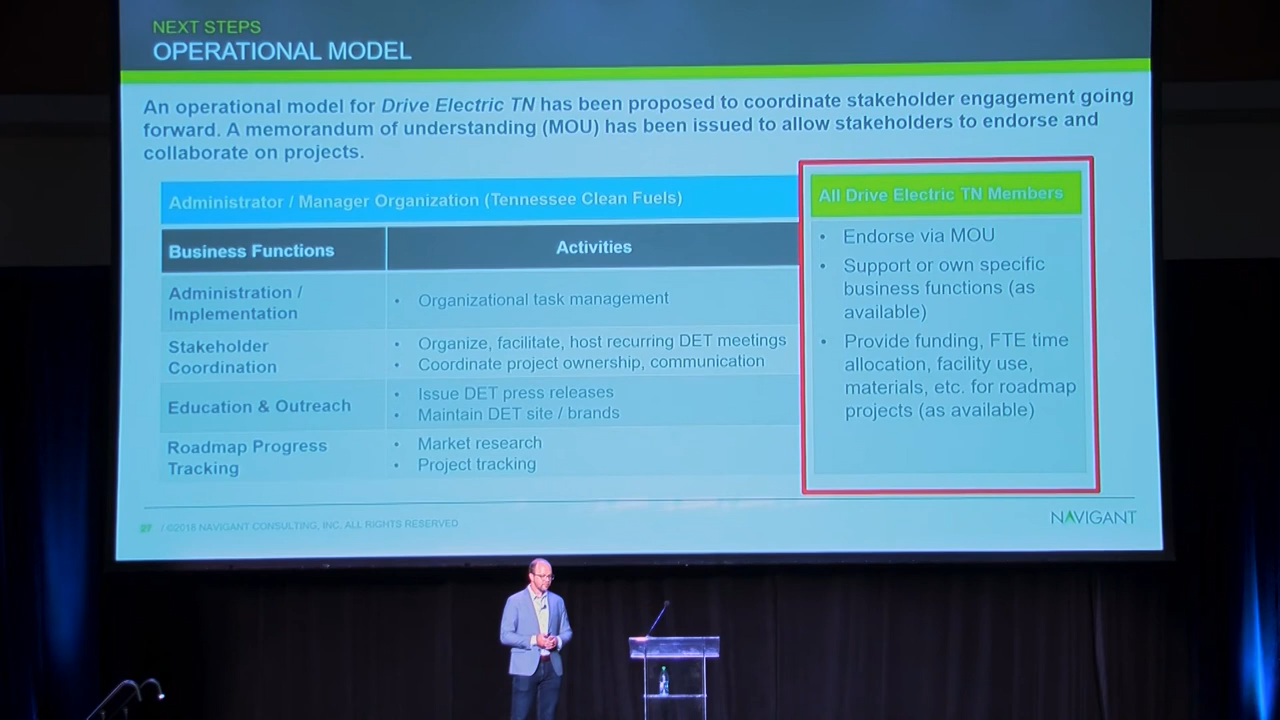 NEXT STEPS
OPERATIONAL MODEL
An operational model for Drive Electric TN has been proposed to coordinate stakeholder engagement going
forward. A memorandum of understanding (MOU) has been issued to allow stakeholders to endorse and
collaborate on projects.
Administrator / Manager Organization (Tennessee Clean Fuels)
Business Functions
Activities
Administration /
Implementation
• Organizational task management
Stakeholder
Coordination
• Organize, facilitate, host recurring DET meetings
• Coordinate project ownership, communication
Education & Outreach
• Issue DET press releases
• Maintain DET site / brands
Roadmap Progress
Tracking
• Market research
• Project tracking
All Drive Electric TN Members
• Endorse via MOU
• Support or own specific
business functions (as
available)
• Provide funding, FTE time
allocation, facility use,
materials, etc. for roadmap
projects (as available)
/ ©2018 NAVIGANT CONSULTING, INC. ALL RIGHTS RESERVED
NAVIGANT